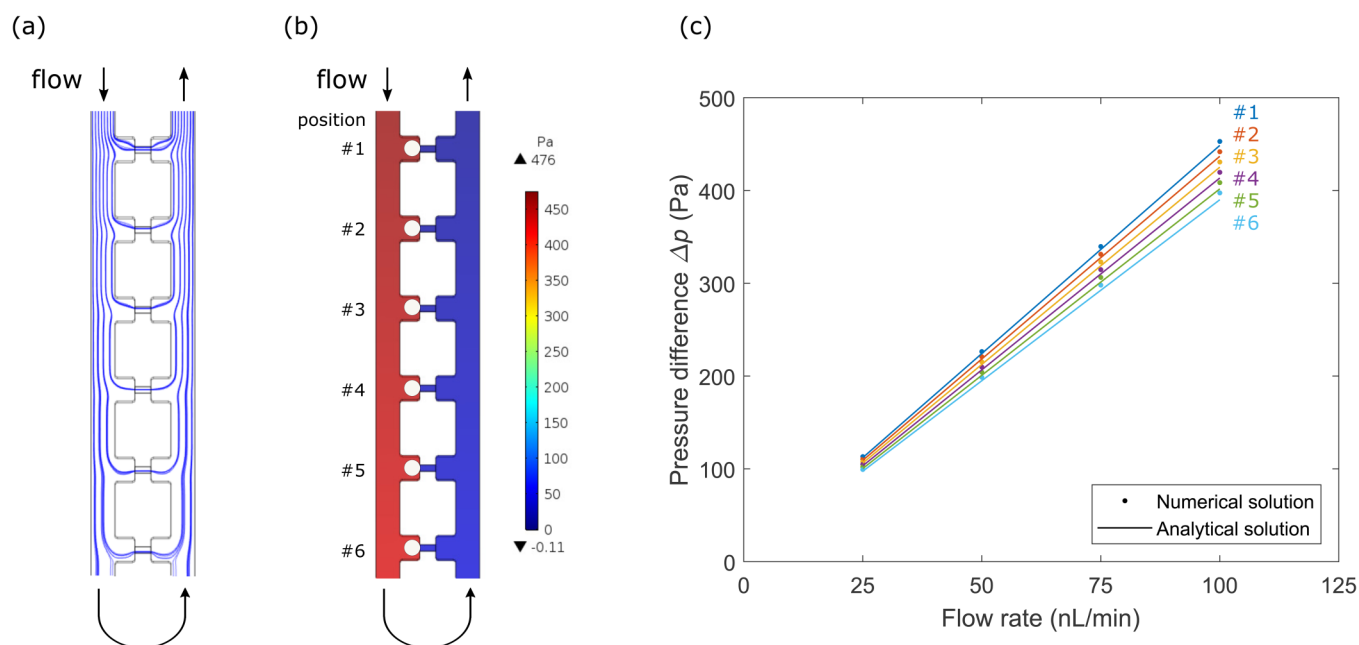 (a)
flow
(b)
flow
position
#1
#2
#3
#4
#5
#6
Pa
▲ 476
450
400
350
300
250
200
150
100
50
0
▼ -0.11
(c)
Pressure difference Δp (Pa)
500
400
300
200
100
0
#1
#2
#3
#4
#5
#6
Numerical solution
Analytical solution
0 25 50 75 100 125
Flow rate (nL/min)